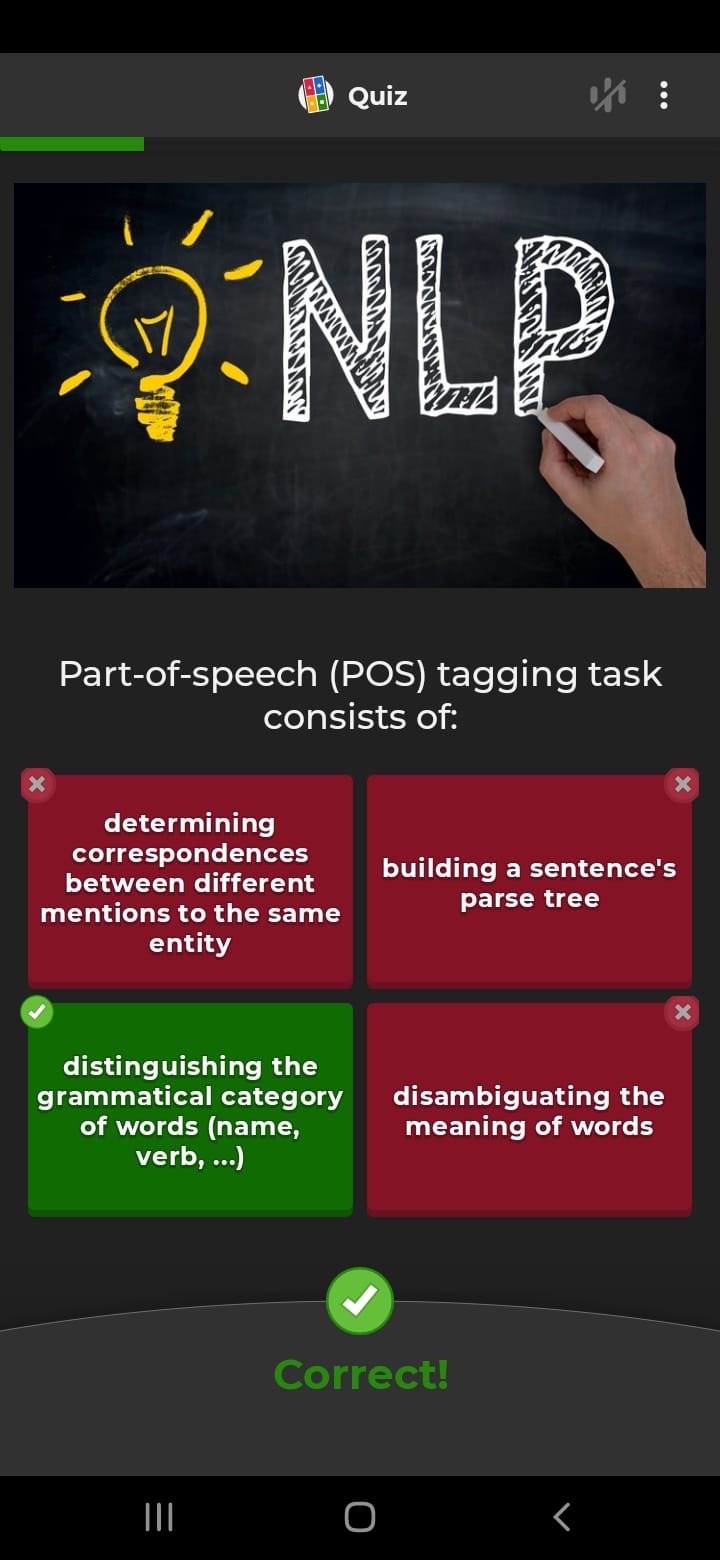 Quiz
NLP
Part-of-speech (POS) tagging task
consists of:
determining
correspondences
between different
mentions to the same
entity
building a sentence's
parse tree
distinguishing the
grammatical category
of words (name,
verb, ...)
disambiguating the
meaning of words
Correct!